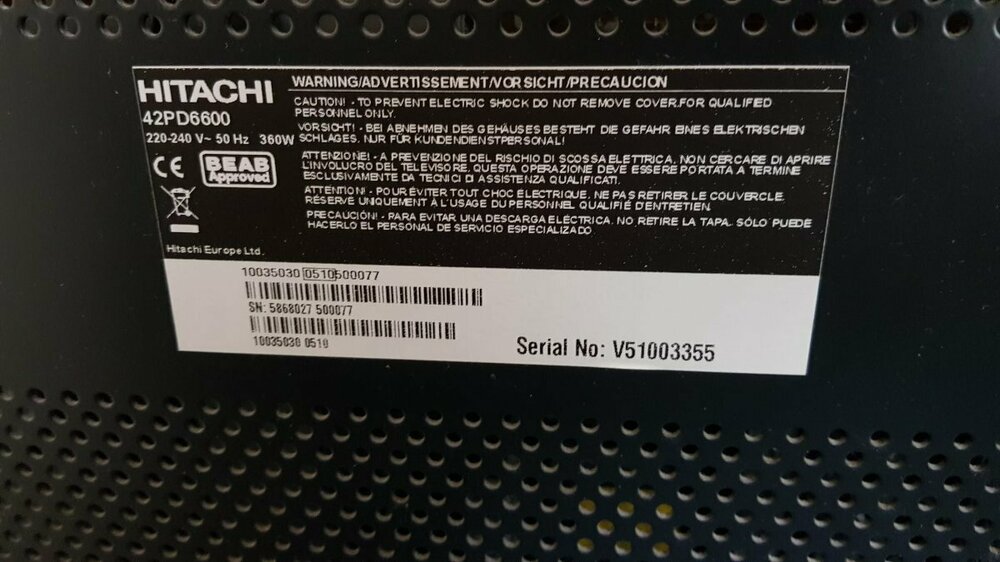 HITACHI
42PD6600
220-240 V~ 50 Hz 360W
CE
BEAB
Approved
Hitachi Europe Ltd.
WARNING/ADVERTISSEMENT/VORSICHT/PRECAUCION
CAUTION! - TO PREVENT ELECTRIC SHOCK DO NOT REMOVE COVER.FOR QUALIFIED
PERSONNEL ONLY.
VORSICHT! - BEI ABNEHMEN DES GEHÄUSES BESTEHT DIE GEFAHR EINES ELEKTRISCHEN
SCHLAGES. NUR FÜR KUNDENDIENSTPERSONAL!
ATTENZIONE! - A PREVENZIONE DEL RISCHIO DI SCOSSA ELETTRICA, NON CERCARE DI APRIRE
L'INVOLUCRO DEL TELEVISORE. QUESTA OPERAZIONE DEVE ESSERE PORTATA A TERMINE
ESCLUSIVAMENTE DA TECNICI DI ASSISTENZA QUALIFICATI.
ATTENTION! - POUR ÉVITER TOUT CHOC ÉLECTRIQUE, NE PAS RETIRER LE COUVERCLE.
RÉSERVÉ UNIQUEMENT À L'USAGE DU PERSONNEL QUALIFIÉ D'ENTRETIEN.
PRECAUCIÓN! - PARA EVITAR UNA DESCARGA ELÉCTRICA, NO RETIRE LA TAPA. SÓLO PUEDE
HACERLO EL PERSONAL DE SERVICIO ESPECIALIZADO.
10035030 0510500077
SN: 5868027 500077
10035030 0510
Serial No: V51003355